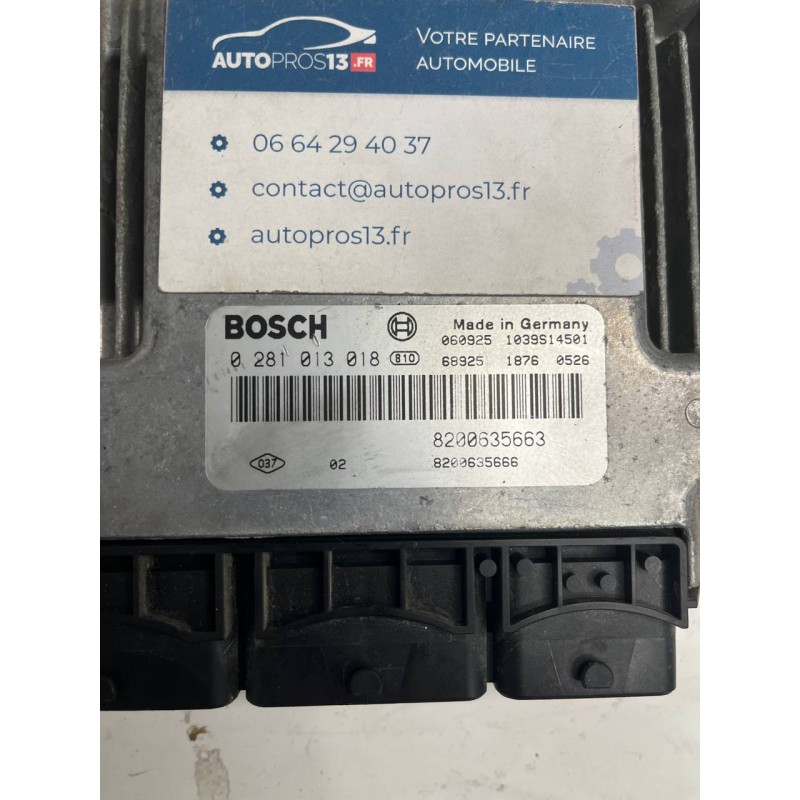 AUTOPROS13.FR
VOTRE PARTENAIRE
AUTOMOBILE
06 64 29 40 37
contact@autopros13.fr
autopros13.fr
BOSCH
Made in Germany
060925 1039S14501
0 281 013 018 810
68925 1876 0526
8200635663
037 02 8200635666